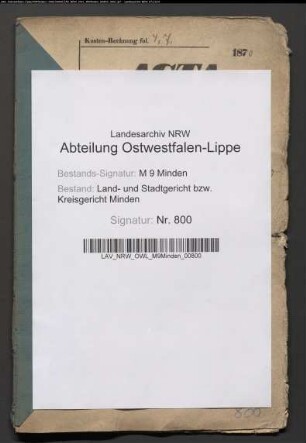 Kosten-Rechnung fol.
187
ACTA
Landesarchiv NRW
Abteilung Ostwestfalen-Lippe
Bestands-Signatur: M 9 Minden
Bestand: Land- und Stadtgericht bzw.
Kreisgericht Minden
Signatur: Nr. 800
LAV_NRW_OWL_M9Minden_00800
800